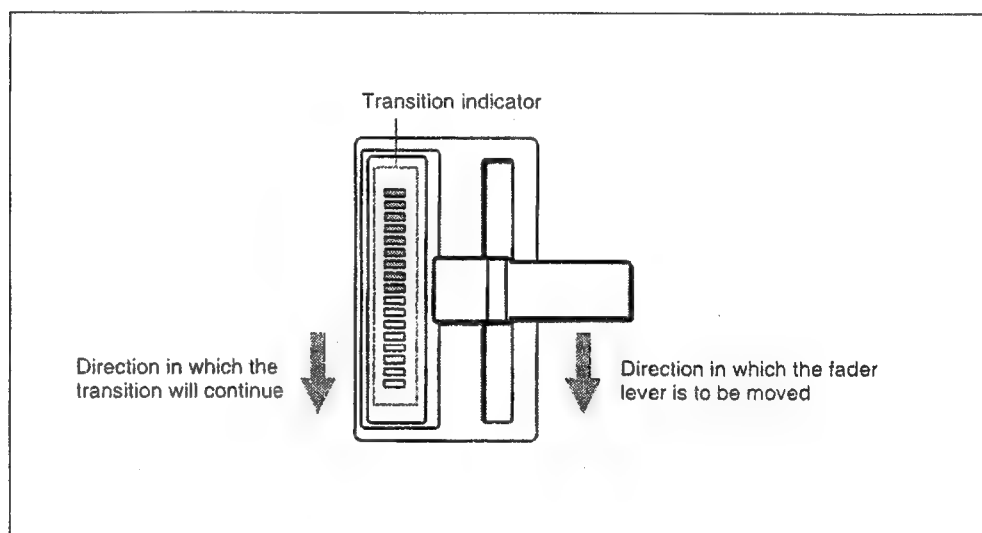 Transition indicator
Direction in which the
transition will continue
Direction in which the fader
lever is to be moved